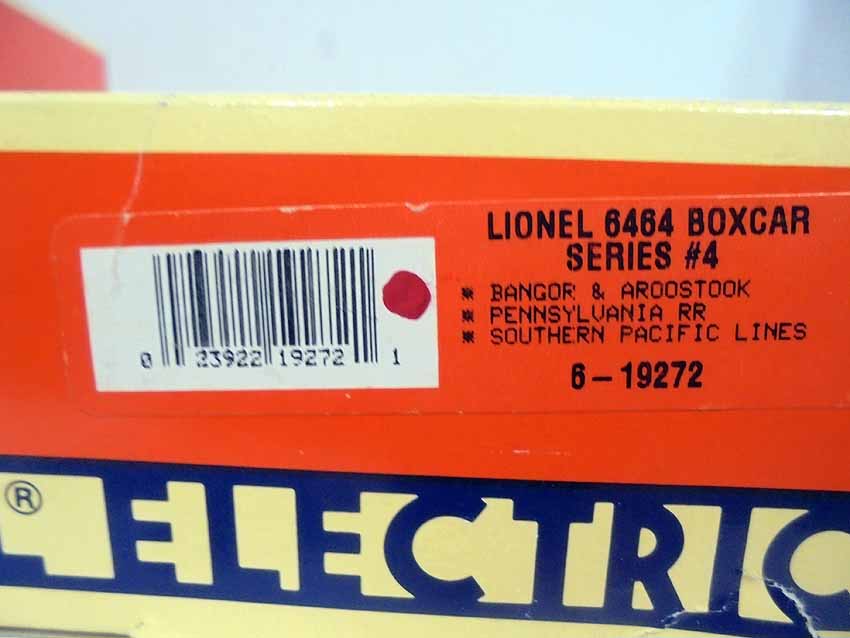 LIONEL 6464 BOXCAR
SERIES #4
* BANGOR & AROOSTOOK
* PENNSYLVANIA RR
* SOUTHERN PACIFIC LINES
6-19272
0 23922 19272 1
® ELECTRIC